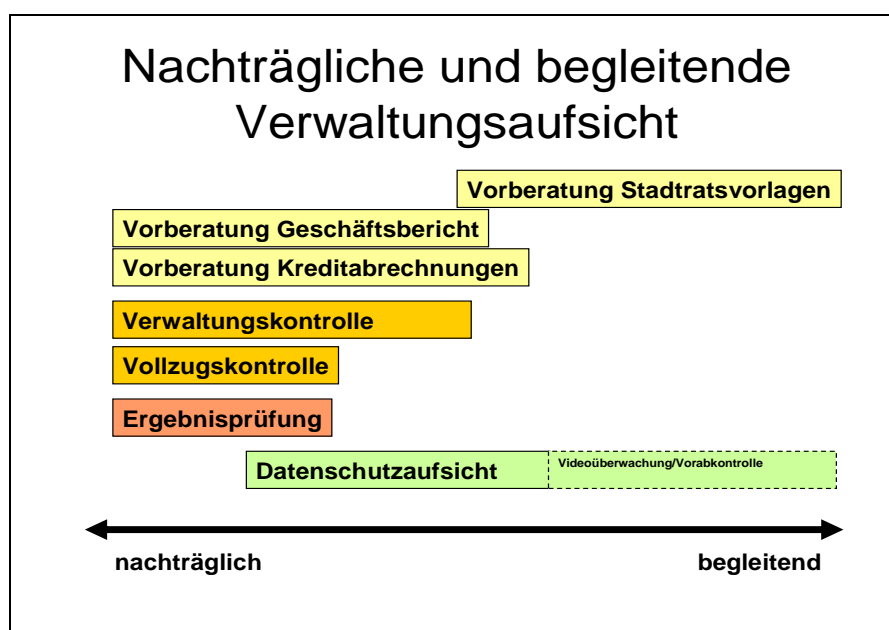 Nachträgliche und begleitende
Verwaltungsaufsicht
Vorberatung Stadtratsvorlagen
Vorberatung Geschäftsbericht
Vorberatung Kreditabrechnungen
Verwaltungskontrolle
Vollzugskontrolle
Ergebnisprüfung
Datenschutzaufsicht
Videoüberwachung/Vorabkontrolle
nachträglich
begleitend